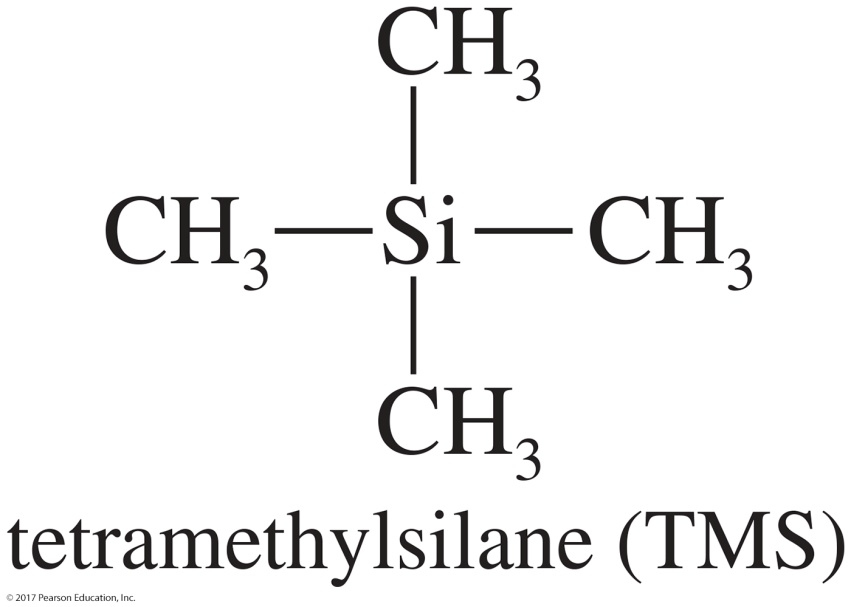 CH₃
CH₃—Si—CH₃
CH₃
tetramethylsilane (TMS)
© 2017 Pearson Education, Inc.